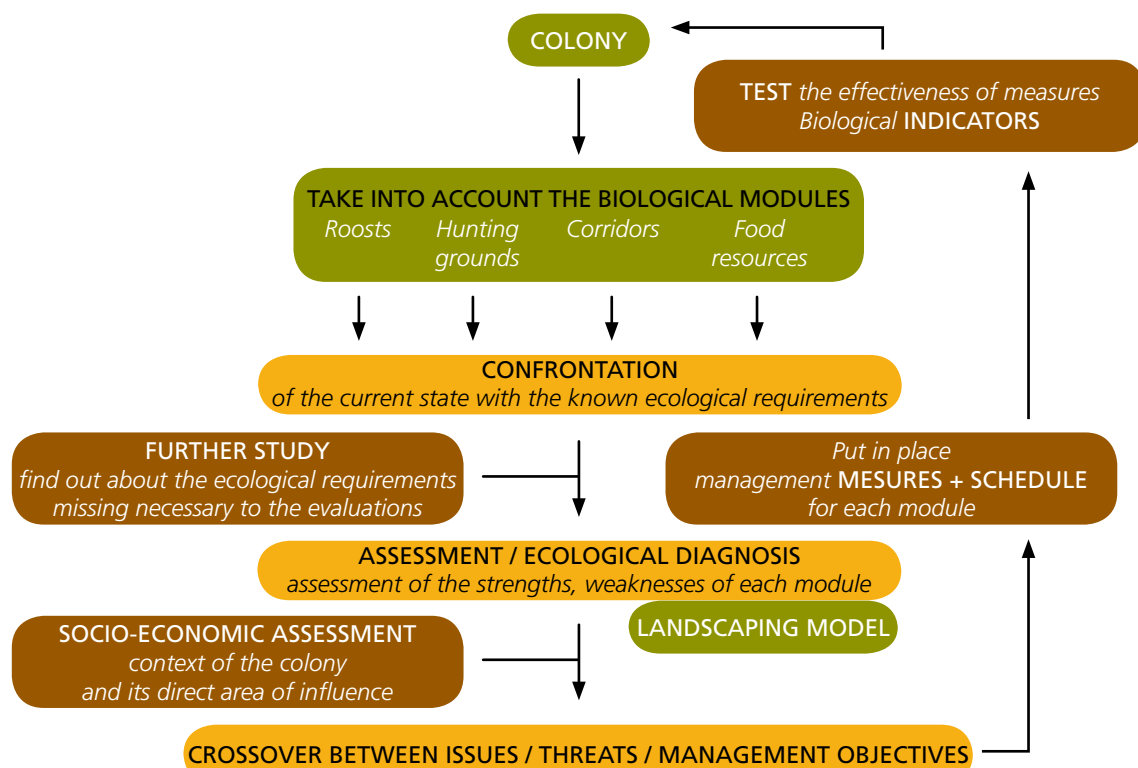 COLONY
TEST the effectiveness of measures
Biological INDICATORS
TAKE INTO ACCOUNT THE BIOLOGICAL MODULES
Roosts
Hunting
grounds
Corridors
Food
resources
CONFRONTATION
of the current state with the known ecological requirements
FURTHER STUDY
find out about the ecological requirements
missing necessary to the evaluations
Put in place
management MESURES + SCHEDULE
for each module
ASSESSMENT / ECOLOGICAL DIAGNOSIS
assessment of the strengths, weaknesses of each module
LANDSCAPING MODEL
SOCIO-ECONOMIC ASSESSMENT
context of the colony
and its direct area of influence
CROSSOVER BETWEEN ISSUES / THREATS / MANAGEMENT OBJECTIVES